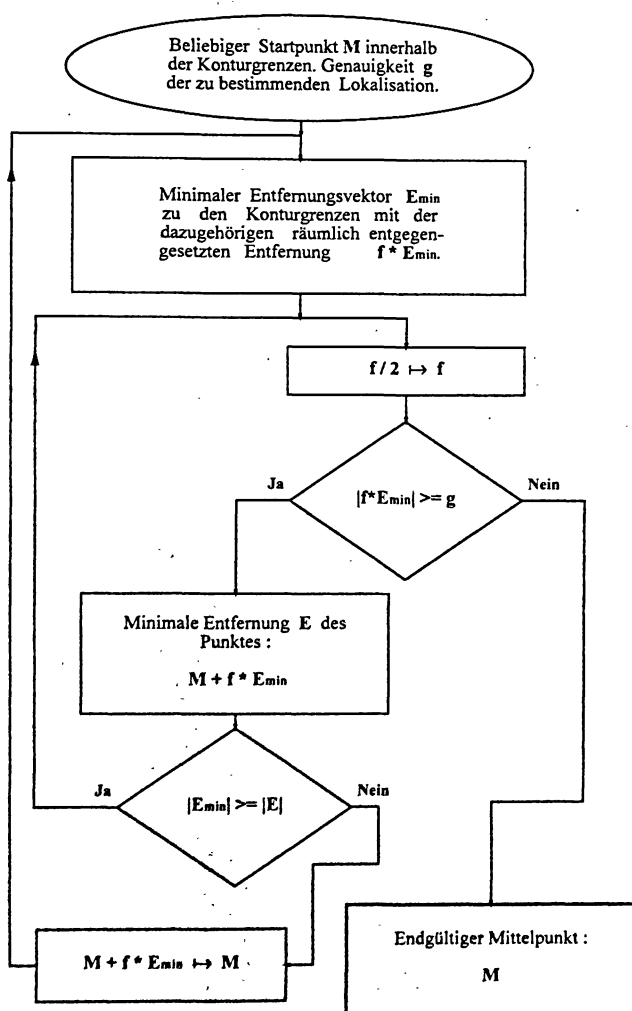 Beliebiger Startpunkt M innerhalb
der Konturgrenzen. Genauigkeit g
der zu bestimmenden Lokalisation.
Minimaler Entfernungsvektor Emin
zu den Konturgrenzen mit der
dazugehörigen räumlich entgegen-
gesetzten Entfernung f * Emin.
f / 2 ↦ f
Ja
Nein
|f*Emin| >= g
Minimale Entfernung E des
Punktes :
M + f * Emin
Ja
Nein
|Emin| >= |E|
M + f * Emin ↦ M
Endgültiger Mittelpunkt :
M